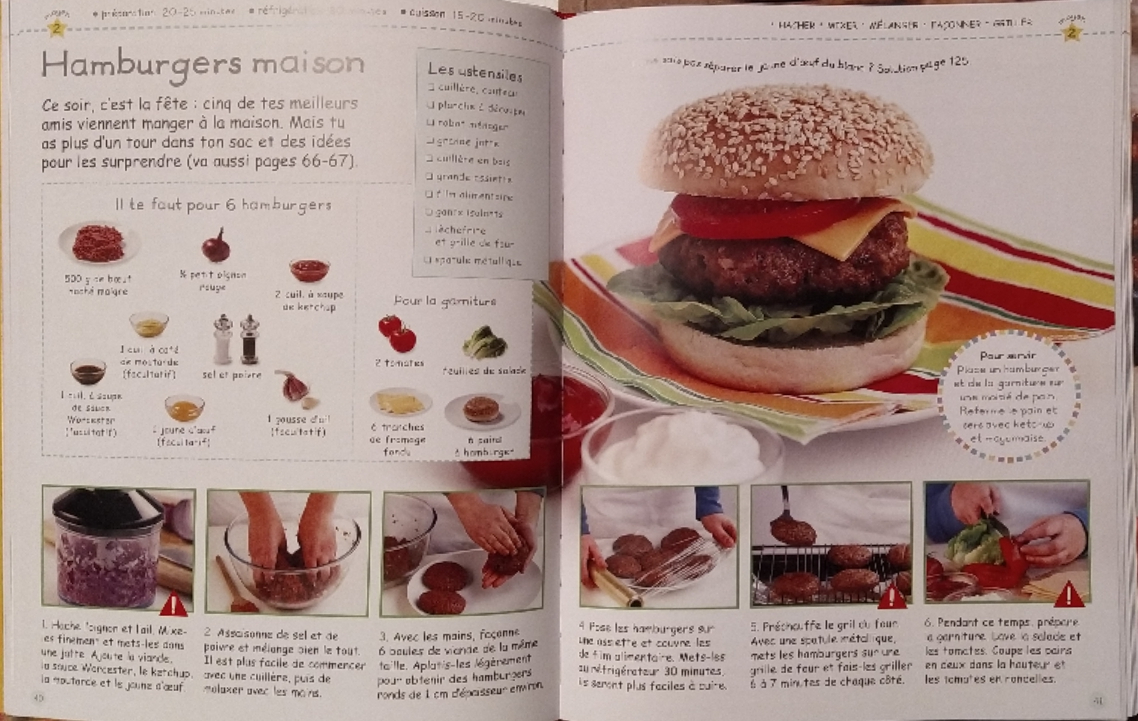 moyen
2
• préparation 20-25 minutes • réfrigération 30 minutes • cuisson 15-20 minutes
Hamburgers maison
Ce soir, c'est la fête : cinq de tes meilleurs
amis viennent manger à la maison. Mais tu
as plus d'un tour dans ton sac et des idées
pour les surprendre (va aussi pages 66-67).
Les ustensiles
cuillère, couteau
planche à découper
robot ménager
grande jatte
cuillère en bois
grande assiette
film alimentaire
gants isolants
lèchefrite
et grille de four
spatule métallique
Il te faut pour 6 hamburgers
500 g de bœuf
haché maigre
½ petit oignon
rouge
2 cuil. à soupe
de ketchup
1 cuil. à café
de moutarde
(facultatif)
sel et poivre
1 cuil. à soupe
de sauce
Worcester
(facultatif)
1 jaune d'œuf
(facultatif)
1 gousse d'ail
(facultatif)
Pour la garniture
2 tomates
feuilles de salade
6 tranches
de fromage
fondu
6 pains
à hamburger
1. Hache l'oignon et l'ail. Mixe-
les finement et mets-les dans
une jatte. Ajoute la viande,
la sauce Worcester, le ketchup,
la moutarde et le jaune d'œuf.
2. Assaisonne de sel et de
poivre et mélange bien le tout.
Il est plus facile de commencer
avec une cuillère, puis de
malaxer avec les mains.
3. Avec les mains, façonne
6 boules de viande de la même
taille. Aplatis-les légèrement
pour obtenir des hamburgers
ronds de 1 cm d'épaisseur environ.
40
• HACHER • MIXER • MÉLANGER • FAÇONNER • GRILLER
moyen
2
sais pas séparer le jaune d'œuf du blanc ? Solution page 125
Pour servir
Place un hamburger
et de la garniture sur
une moitié de pain.
Referme le pain et
sers avec ketchup
et mayonnaise.
4. Pose les hamburgers sur
une assiette et couvre-les
de film alimentaire. Mets-les
au réfrigérateur 30 minutes,
ils seront plus faciles à cuire.
5. Préchauffe le gril du four.
Avec une spatule métallique,
mets les hamburgers sur une
grille de four et fais-les griller
6 à 7 minutes de chaque côté.
6. Pendant ce temps, prépare
la garniture. Lave la salade et
les tomates. Coupe les pains
en deux dans la hauteur et
les tomates en rondelles.
41